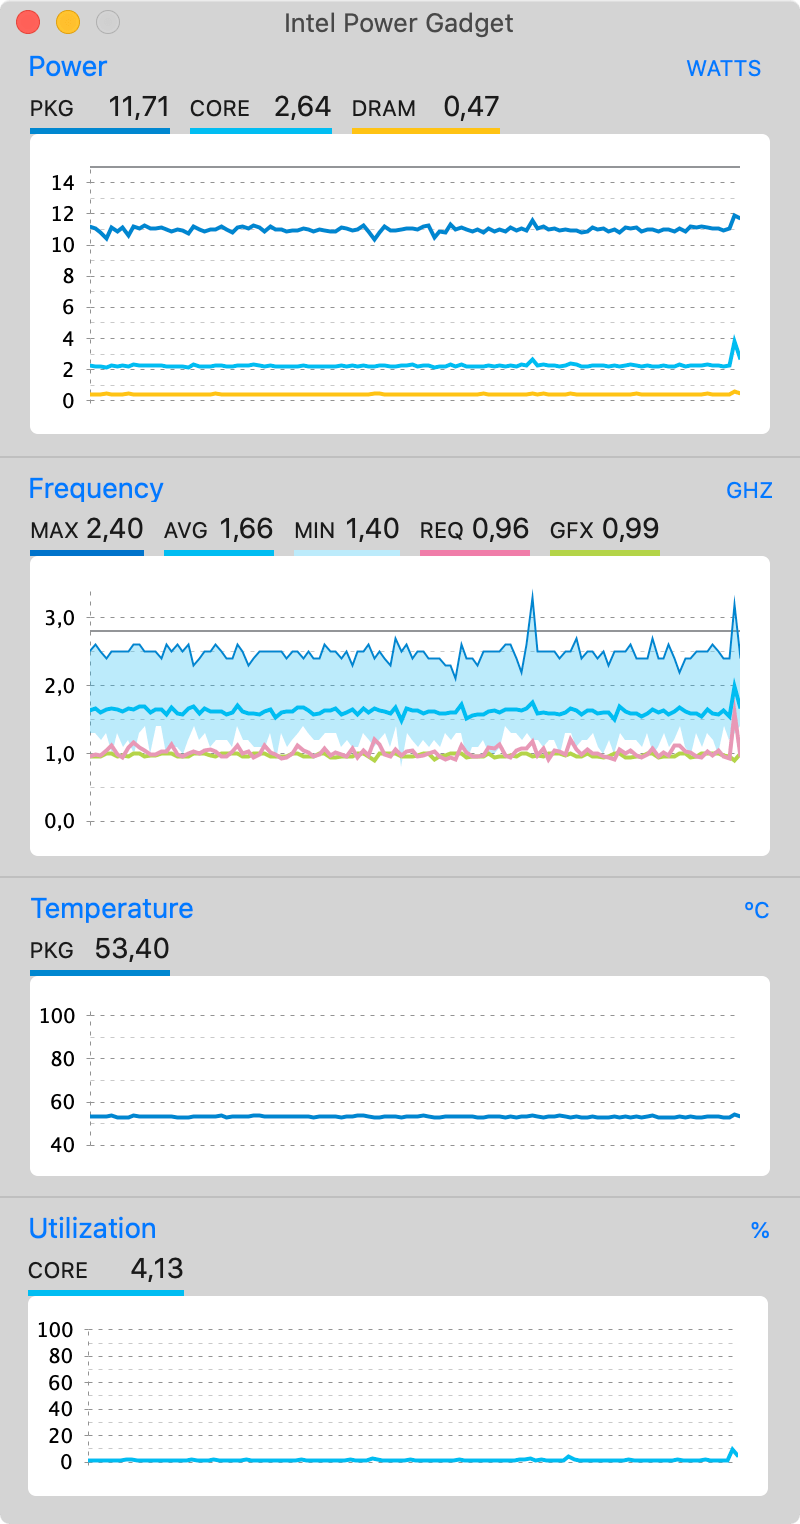 Intel Power Gadget
Power WATTS
PKG 11,71 CORE 2,64 DRAM 0,47
14
12
10
8
6
4
2
0
Frequency GHZ
MAX 2,40 AVG 1,66 MIN 1,40 REQ 0,96 GFX 0,99
3,0
2,0
1,0
0,0
Temperature ºC
PKG 53,40
100
80
60
40
Utilization %
CORE 4,13
100
80
60
40
20
0